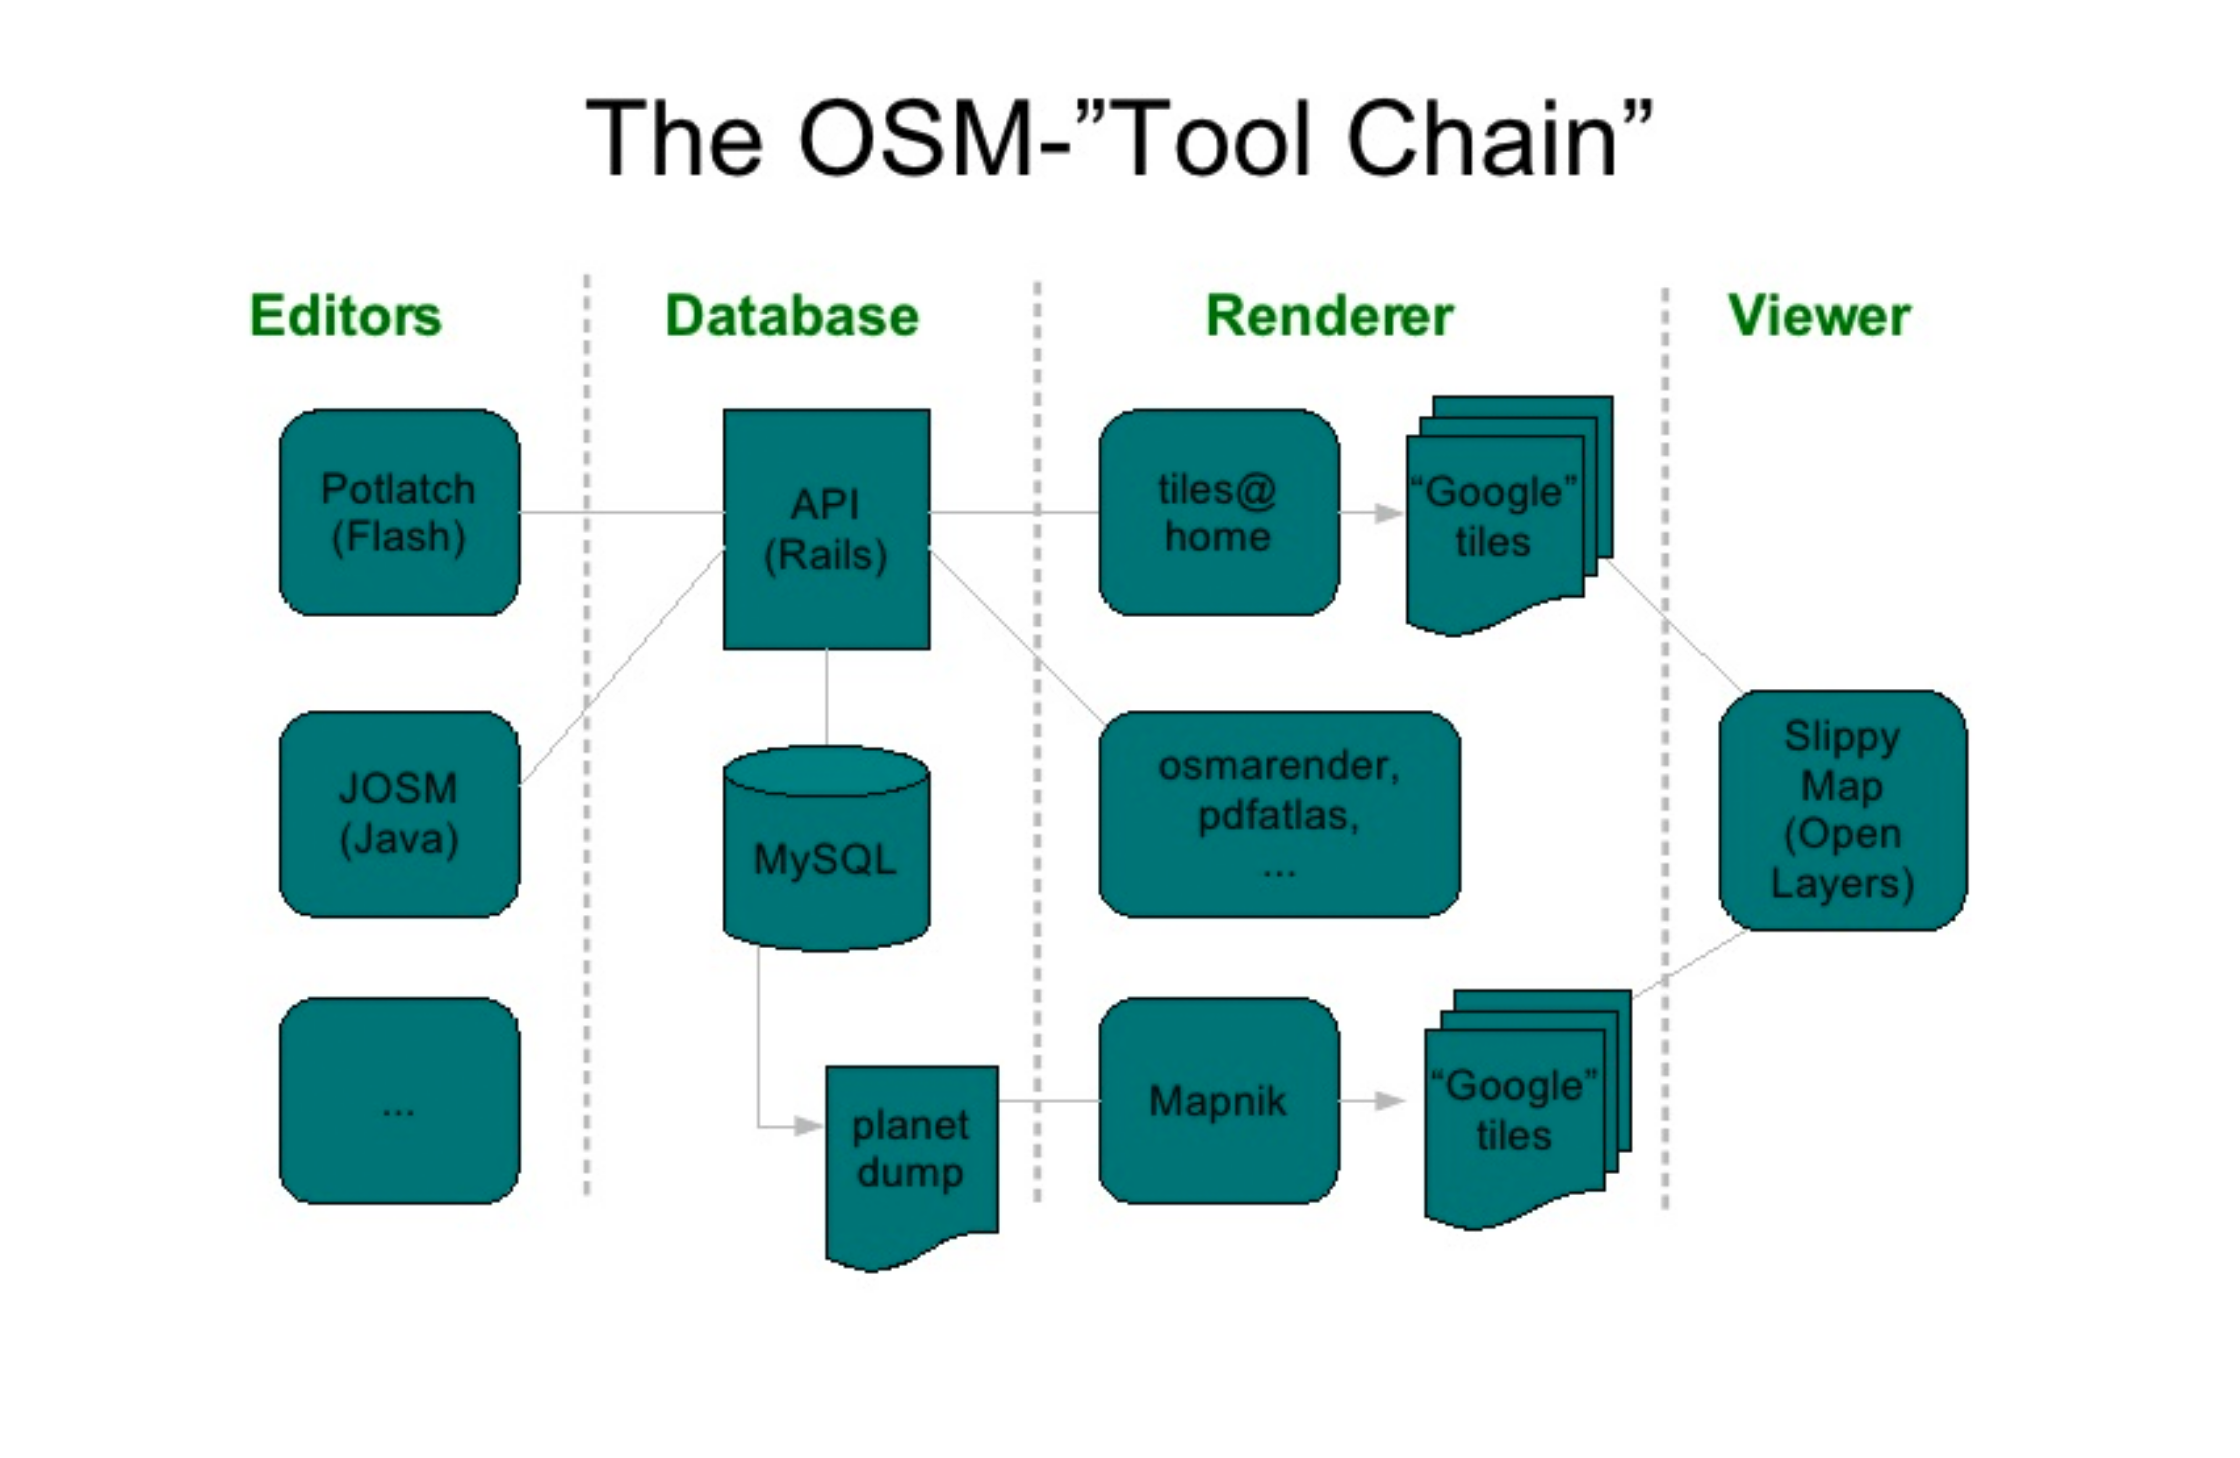 The OSM-”Tool Chain”
Editors
Database
Renderer
Viewer
Potlatch
(Flash)
API
(Rails)
tiles@
home
“Google”
tiles
JOSM
(Java)
MySQL
osmarender,
pdfatlas,
...
Slippy
Map
(Open
Layers)
...
planet
dump
Mapnik
“Google”
tiles